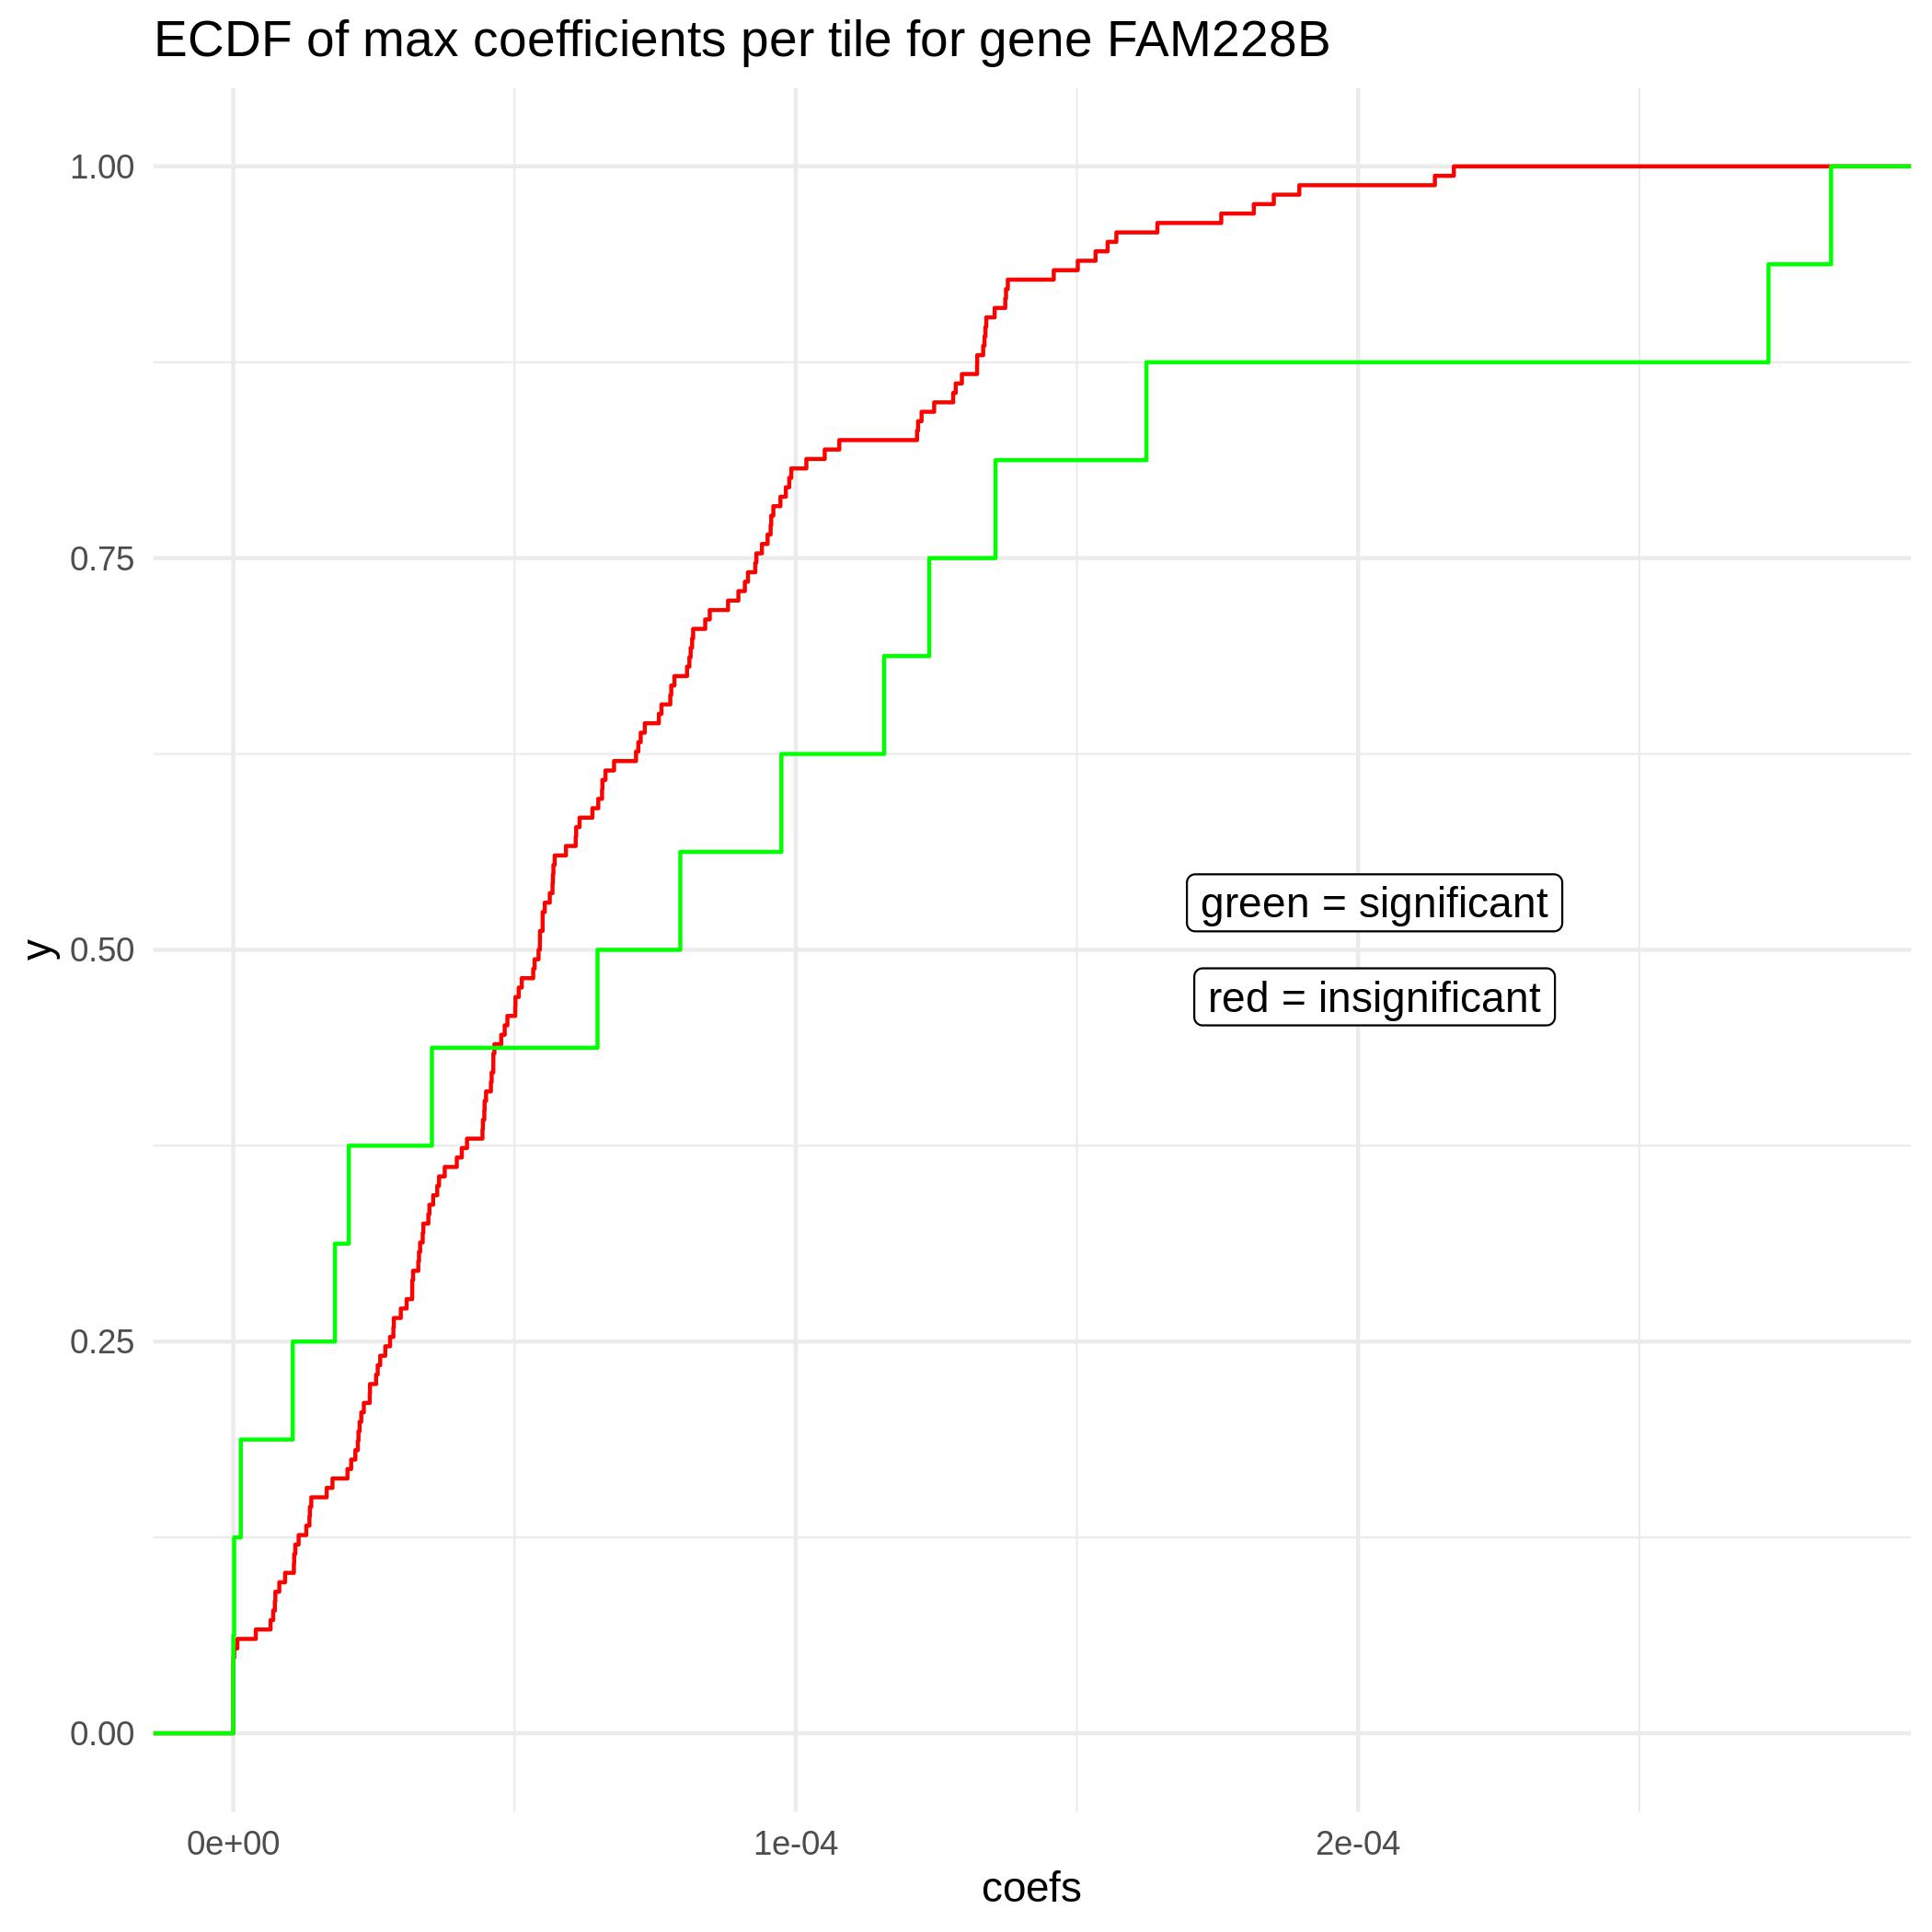 ECDF of max coefficients per tile for gene FAM228B
1.00
0.75
0.50
0.25
0.00
y
green = significant
red = insignificant
0e+00
1e-04
2e-04
coefs